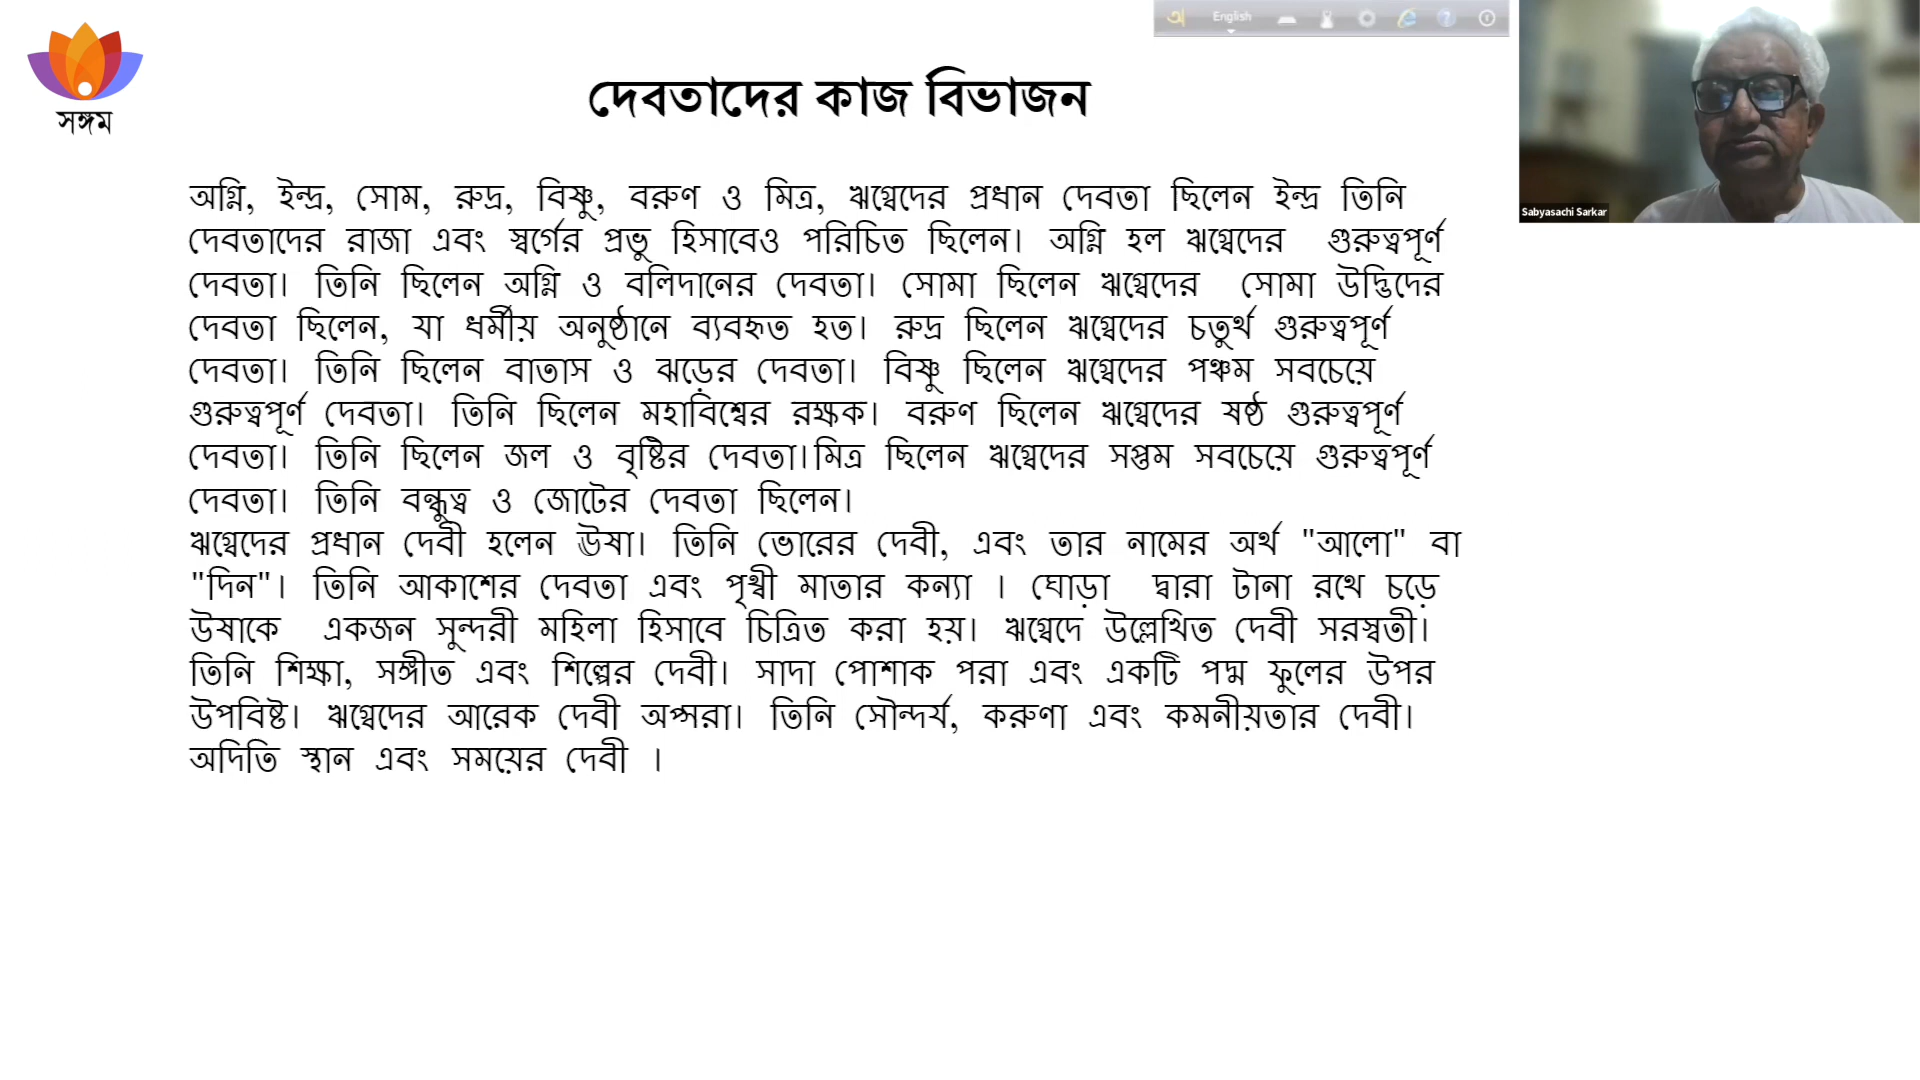 সঙ্গম
English
Sabyasachi Sarkar
দেবতাদের কাজ বিভাজন
অগ্নি, ইন্দ্র, সোম, রুদ্র, বিষ্ণু, বরুণ ও মিত্র, ঋগ্বেদের প্রধান দেবতা ছিলেন ইন্দ্র তিনি
দেবতাদের রাজা এবং স্বর্গের প্রভু হিসাবেও পরিচিত ছিলেন। অগ্নি হল ঋগ্বেদের গুরুত্বপূর্ণ
দেবতা। তিনি ছিলেন অগ্নি ও বলিদানের দেবতা। সোমা ছিলেন ঋগ্বেদের সোমা উদ্ভিদের
দেবতা ছিলেন, যা ধর্মীয় অনুষ্ঠানে ব্যবহৃত হত। রুদ্র ছিলেন ঋগ্বেদের চতুর্থ গুরুত্বপূর্ণ
দেবতা। তিনি ছিলেন বাতাস ও ঝড়ের দেবতা। বিষ্ণু ছিলেন ঋগ্বেদের পঞ্চম সবচেয়ে
গুরুত্বপূর্ণ দেবতা। তিনি ছিলেন মহাবিশ্বের রক্ষক। বরুণ ছিলেন ঋগ্বেদের ষষ্ঠ গুরুত্বপূর্ণ
দেবতা। তিনি ছিলেন জল ও বৃষ্টির দেবতা।মিত্র ছিলেন ঋগ্বেদের সপ্তম সবচেয়ে গুরুত্বপূর্ণ
দেবতা। তিনি বন্ধুত্ব ও জোটের দেবতা ছিলেন।
ঋগ্বেদের প্রধান দেবী হলেন ঊষা। তিনি ভোরের দেবী, এবং তার নামের অর্থ "আলো" বা
"দিন"। তিনি আকাশের দেবতা এবং পৃথ্বী মাতার কন্যা । ঘোড়া দ্বারা টানা রথে চড়ে
উষাকে একজন সুন্দরী মহিলা হিসাবে চিত্রিত করা হয়। ঋগ্বেদে উল্লেখিত দেবী সরস্বতী।
তিনি শিক্ষা, সঙ্গীত এবং শিল্পের দেবী। সাদা পোশাক পরা এবং একটি পদ্ম ফুলের উপর
উপবিষ্ট। ঋগ্বেদের আরেক দেবী অপ্সরা। তিনি সৌন্দর্য, করুণা এবং কমনীয়তার দেবী।
অদিতি স্থান এবং সময়ের দেবী ।